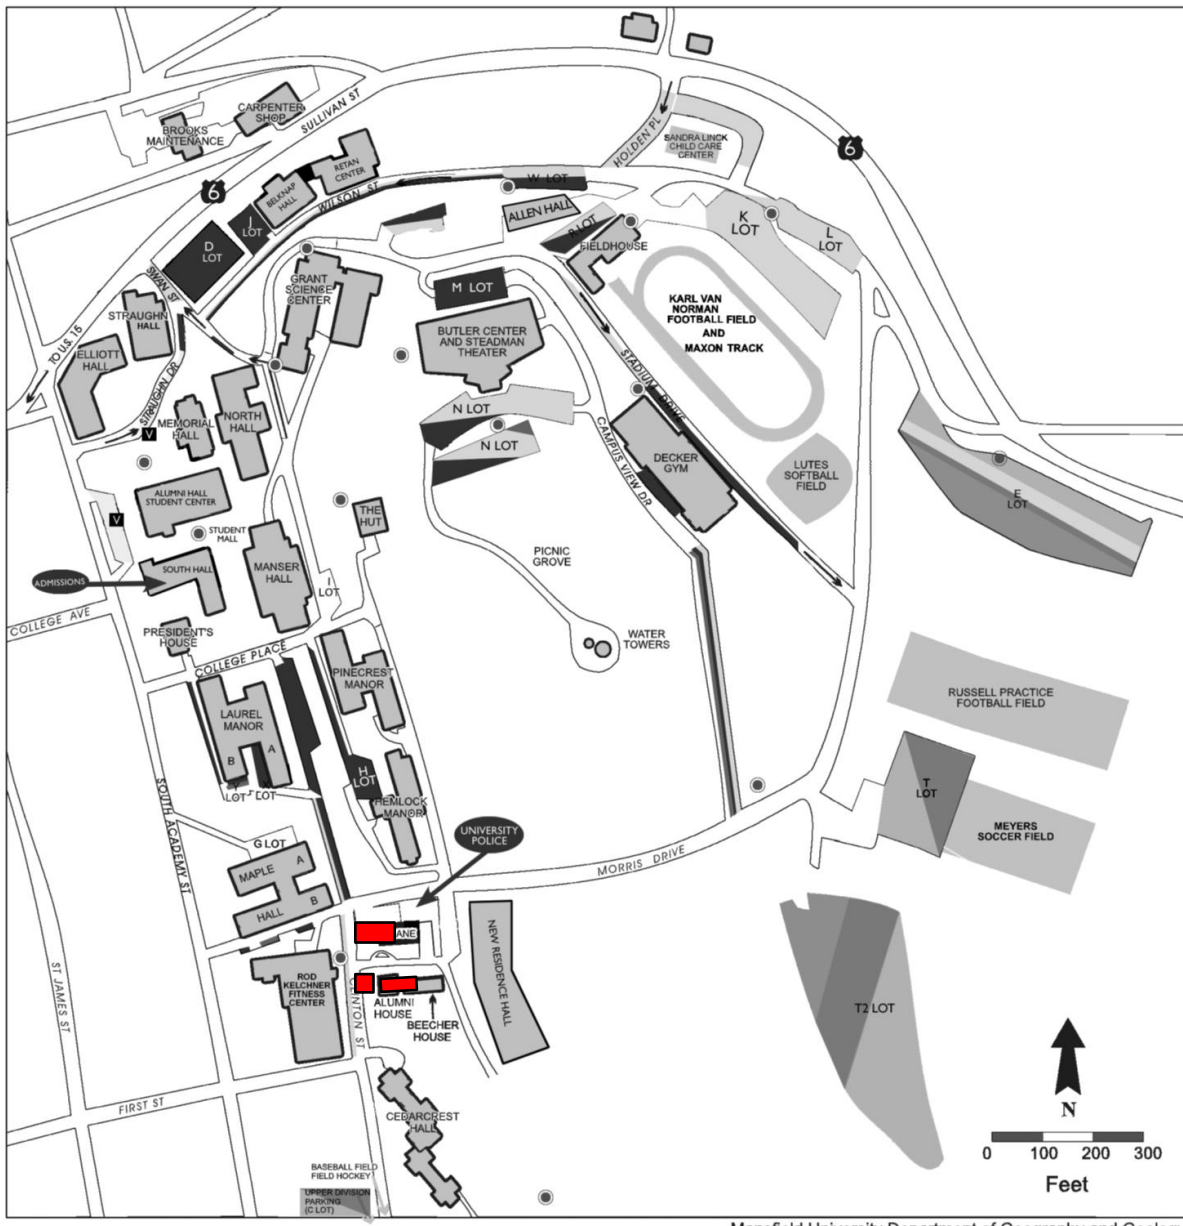 CARPENTER
SHOP
BROOKS
MAINTENANCE
SULLIVAN ST
6
RETAN
CENTER
BELKNAP
HALL
WILSON ST
W LOT
HOLDEN PL
SANDRA LINCK
CHILD CARE
CENTER
6
ALLEN HALL
R LOT
FIELDHOUSE
K
LOT
L
LOT
J
LOT
D
LOT
SWAN ST
GRANT
SCIENCE
CENTER
M LOT
KARL VAN
NORMAN
FOOTBALL FIELD
AND
MAXON TRACK
STRAUGHN
HALL
TO U.S. 15
ELLIOTT
HALL
STRAUGHN DR
BUTLER CENTER
AND STEADMAN
THEATER
STADIUM DRIVE
MEMORIAL
HALL
NORTH
HALL
V
N LOT
N LOT
CAMPUS VIEW DR
DECKER
GYM
LUTES
SOFTBALL
FIELD
E
LOT
ALUMNI HALL
STUDENT CENTER
V
THE
HUT
STUDENT
MALL
PICNIC
GROVE
SOUTH HALL
ADMISSIONS
MANSER
HALL
I
LOT
COLLEGE AVE
PRESIDENT'S
HOUSE
WATER
TOWERS
COLLEGE PLACE
PINECREST
MANOR
RUSSELL PRACTICE
FOOTBALL FIELD
LAUREL
MANOR
B
A
LOT
LOT
H
LOT
HEMLOCK
MANOR
T
LOT
MEYERS
SOCCER FIELD
SOUTH ACADEMY ST
G LOT
UNIVERSITY
POLICE
MORRIS DRIVE
MAPLE
A
HALL
B
ANE
NEW RESIDENCE HALL
ROD
KELCHNER
FITNESS
CENTER
ALUMNI
HOUSE
BEECHER
HOUSE
CLINTON ST
ST JAMES ST
T2 LOT
FIRST ST
CEDARCREST
HALL
N
0 100 200 300
Feet
BASEBALL FIELD
FIELD HOCKEY
UPPER DIVISION
PARKING
(C LOT)